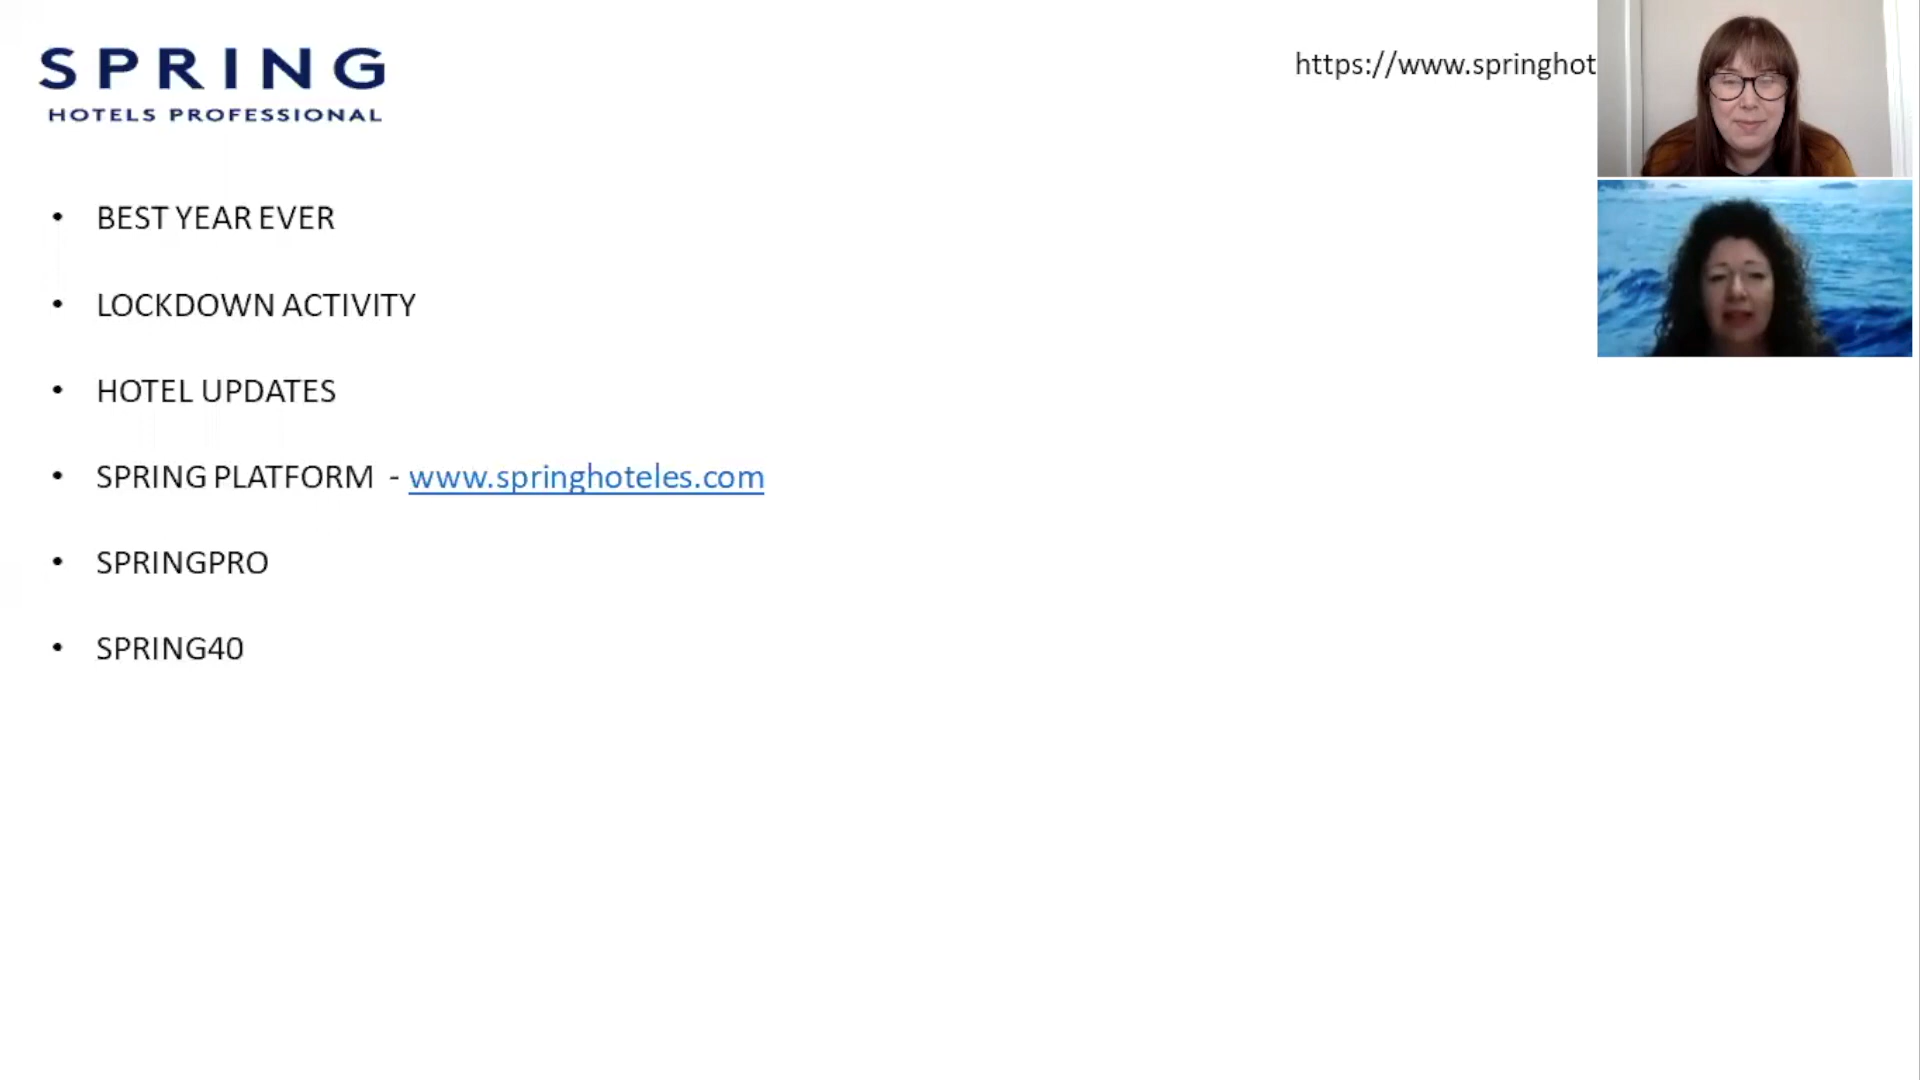 SPRING
HOTELS PROFESSIONAL
https://www.springhot
• BEST YEAR EVER
• LOCKDOWN ACTIVITY
• HOTEL UPDATES
• SPRING PLATFORM - www.springhoteles.com
• SPRINGPRO
• SPRING40